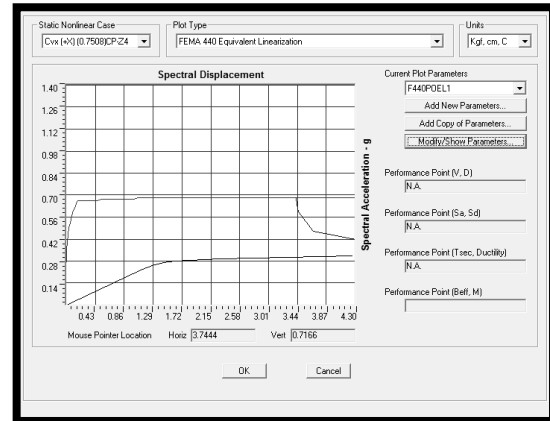 Static Nonlinear Case
Cvx (+X) (0.7508)CP-Z4
Plot Type
FEMA 440 Equivalent Linearization
Units
Kgf, cm, C
Spectral Displacement
1.40
1.26
1.12
0.98
0.84
0.70
0.56
0.42
0.28
0.14
0.43 0.86 1.29 1.72 2.15 2.58 3.01 3.44 3.87 4.30
Spectral Acceleration - g
Mouse Pointer Location Horiz 3.7444 Vert 0.7166
Current Plot Parameters
F440POEL1
Add New Parameters...
Add Copy of Parameters...
Modify/Show Parameters...
Performance Point (V, D)
N.A.
Performance Point (Sa, Sd)
N.A.
Performance Point (Tsec, Ductility)
N.A.
Performance Point (Beff, M)
OK Cancel